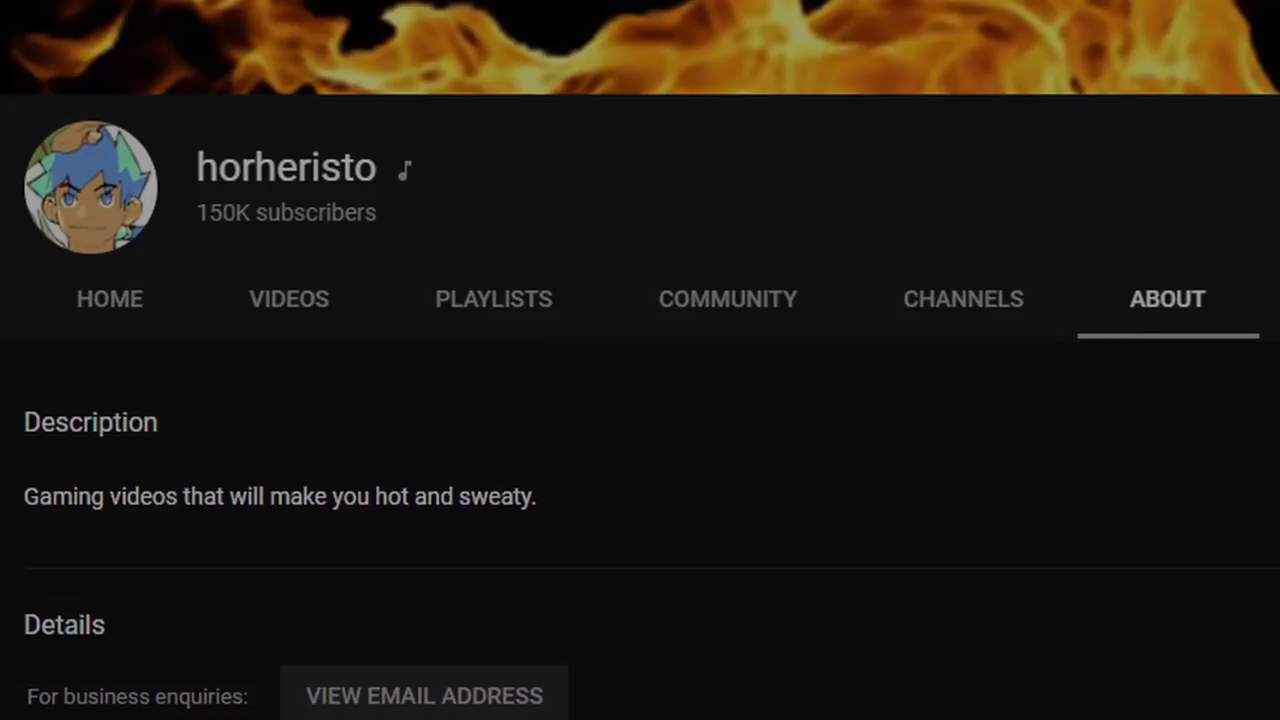 horheristo
150K subscribers
HOME VIDEOS PLAYLISTS COMMUNITY CHANNELS ABOUT
Description
Gaming videos that will make you hot and sweaty.
Details
For business enquiries: VIEW EMAIL ADDRESS